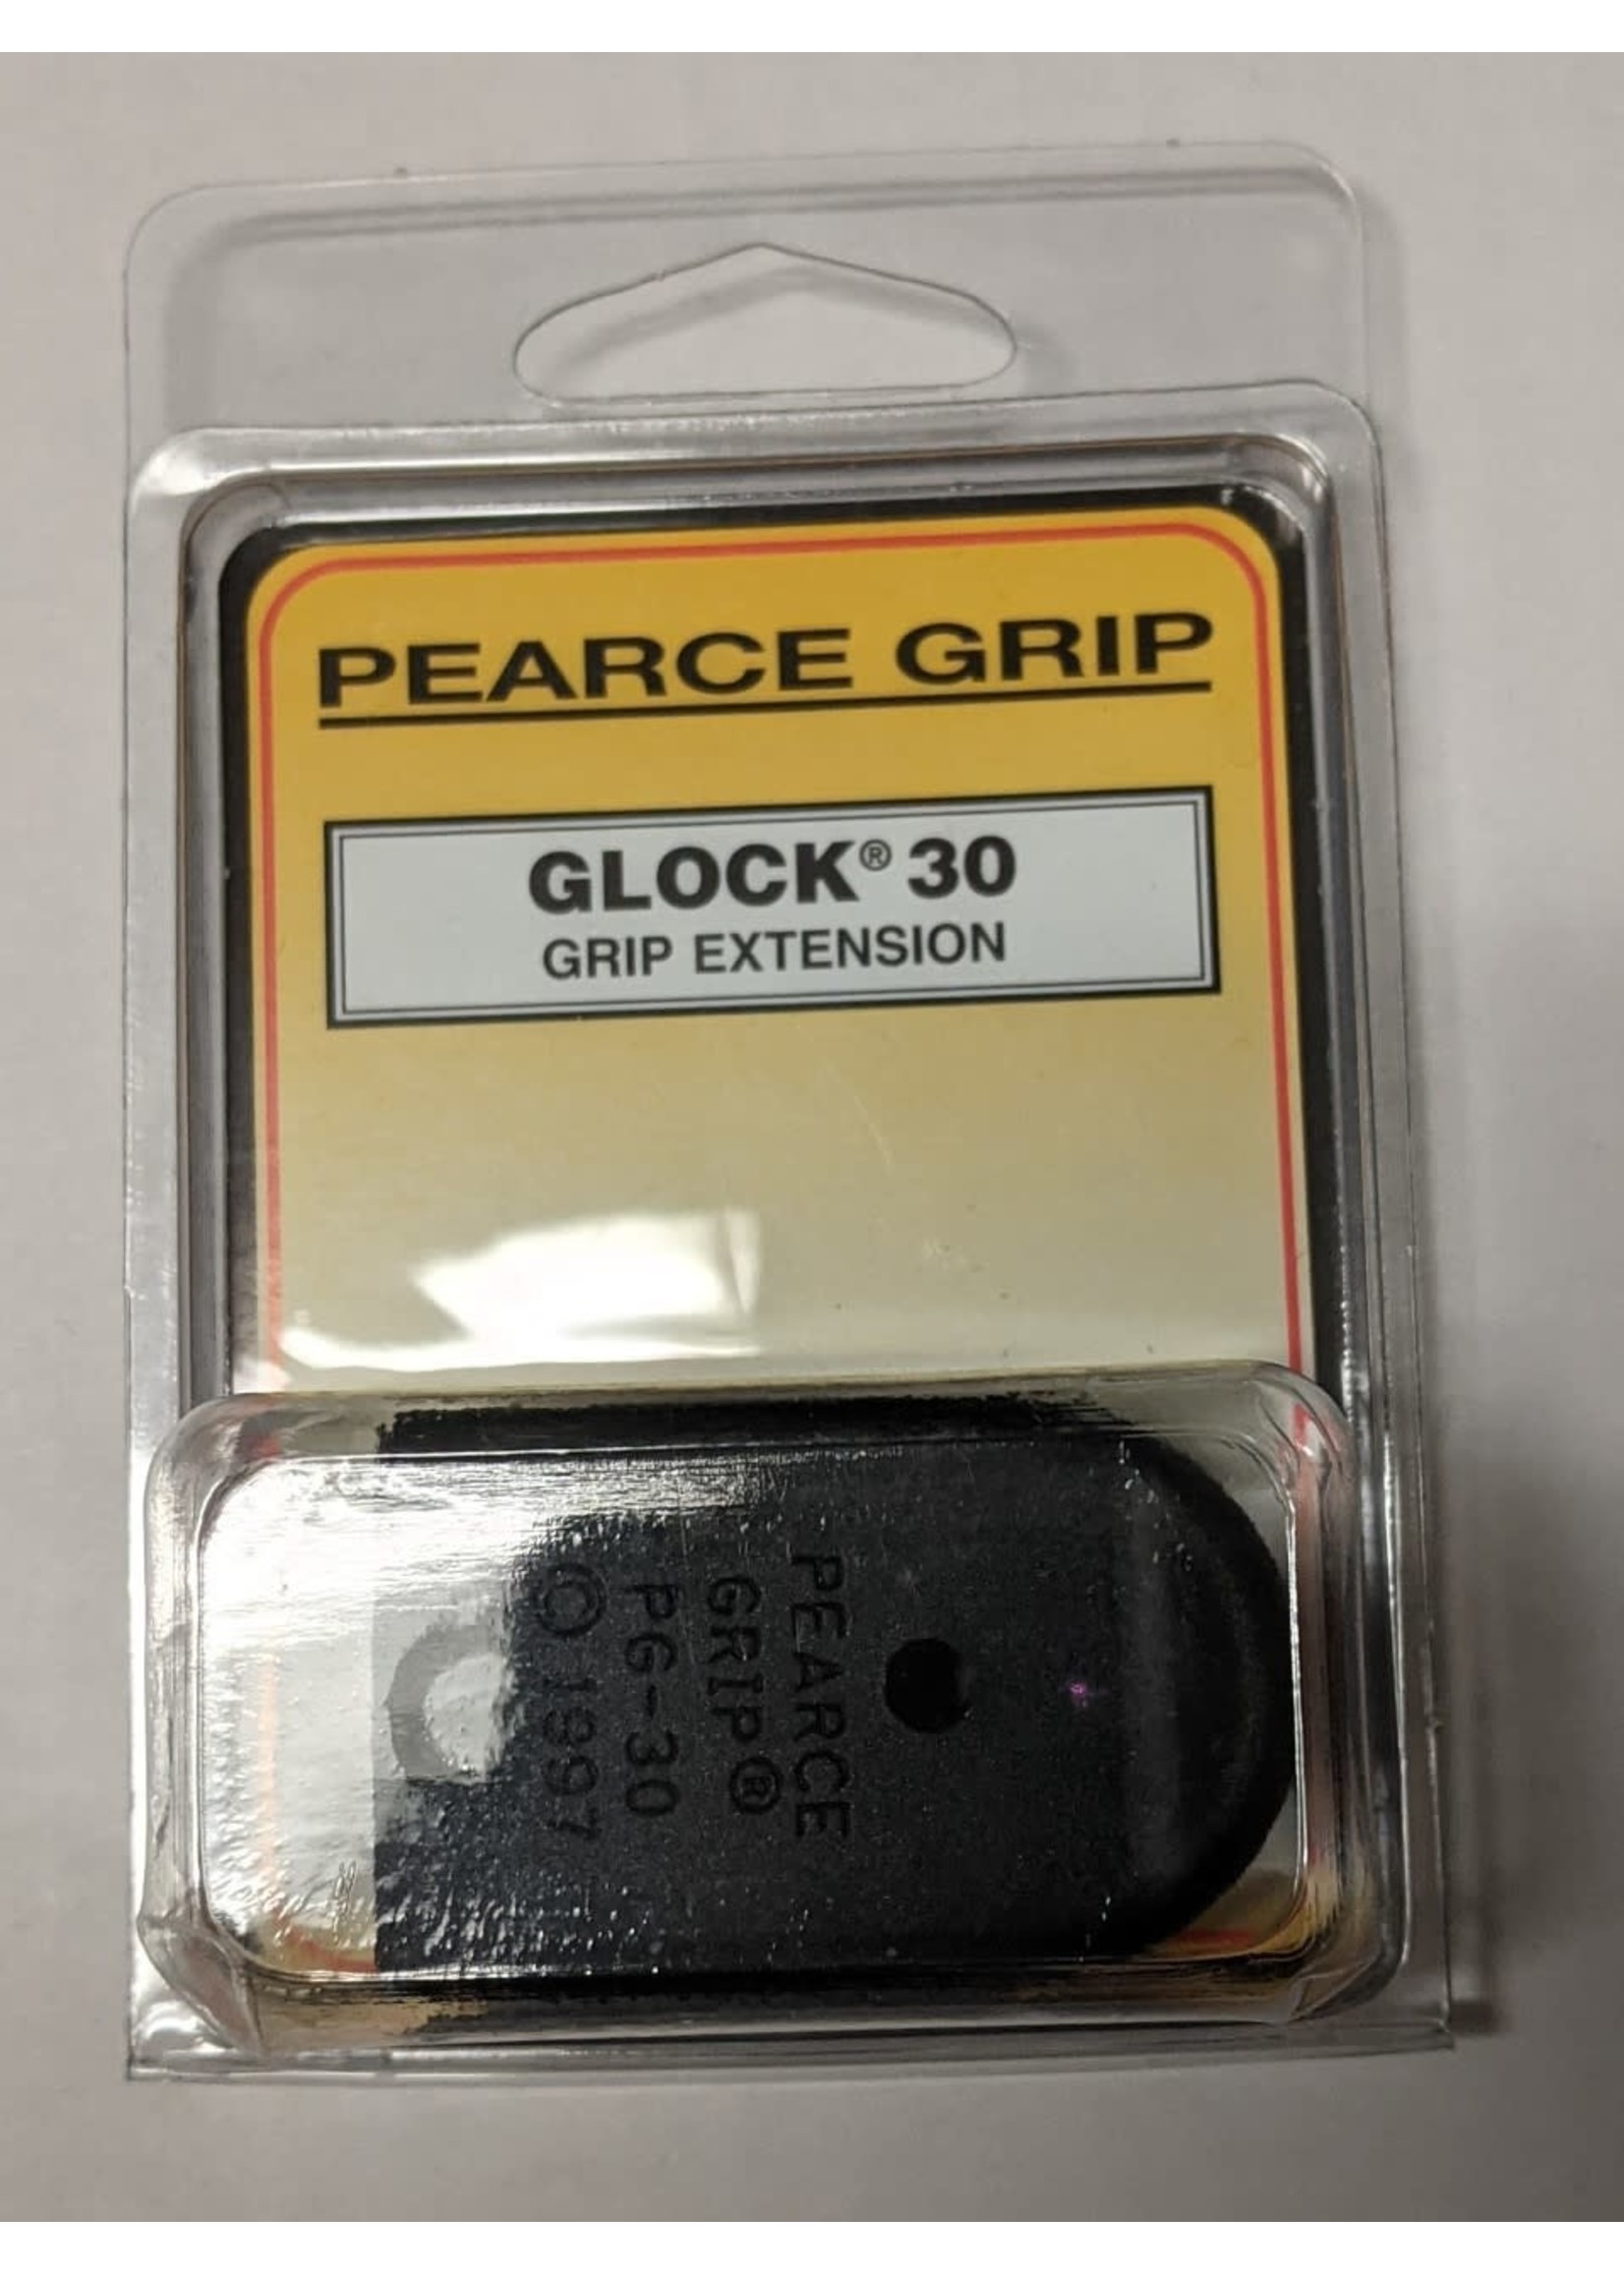 PEARCE GRIP
GLOCK® 30
GRIP EXTENSION
PEARCE
GRIP®
PG-30
© 1997